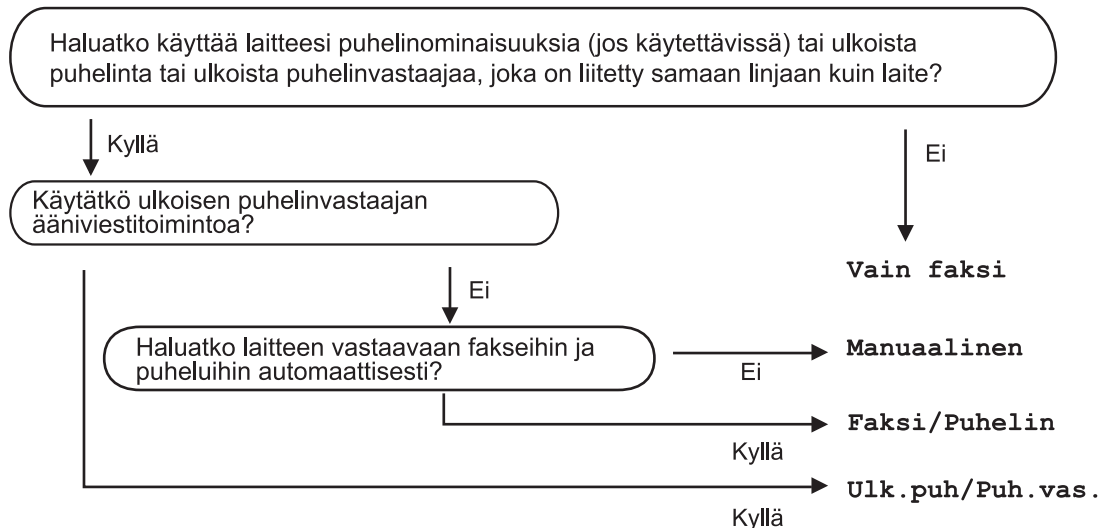 Haluatko käyttää laitteesi puhelinominaisuuksia (jos käytettävissä) tai ulkoista
puhelinta tai ulkoista puhelinvastaajaa, joka on liitetty samaan linjaan kuin laite?
Kyllä
Ei
Käytätkö ulkoisen puhelinvastaajan
ääniviestitoimintoa?
Vain faksi
Ei
Haluatko laitteen vastaavaan fakseihin ja
puheluihin automaattisesti?
Ei
Manuaalinen
Kyllä
Faksi/Puhelin
Kyllä
Ulk.puh/Puh.vas.